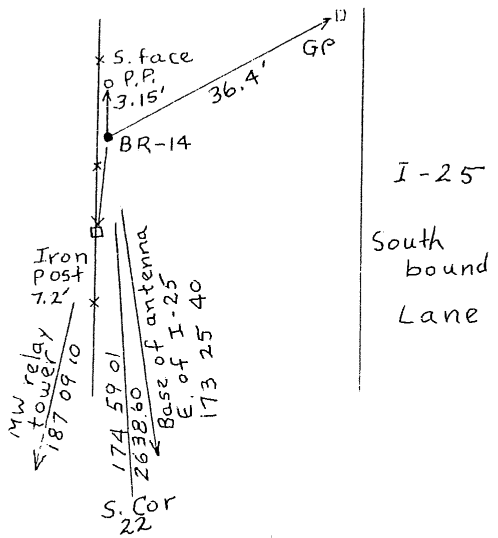 S. face
P.P.
3.15'
36.4'
GP
BR-14
I-25
South
bound
Lane
Iron
post
7.2'
MW relay
tower
187 09 10
174 59 01
2638.60
Base of antenna
E. of I-25
173 25 40
S. Cor
22